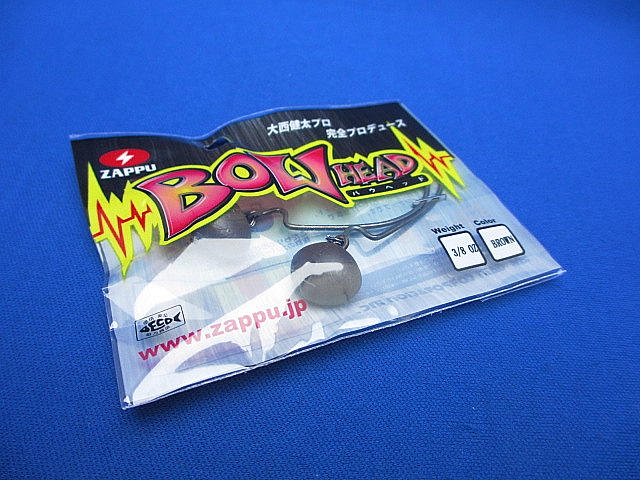 大西健太プロ
完全プロデュース
ZAPPU
BOW HEAD
バウヘッド
Weight
3/8 OZ
Color
BROWN
ECO
www.zappu.jp